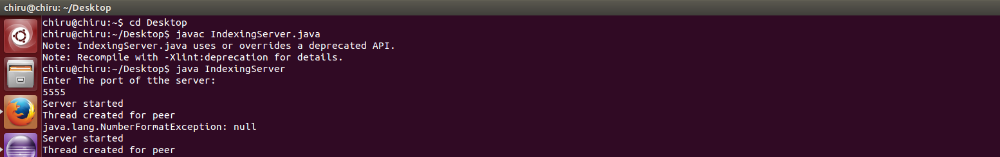 chiru@chiru: ~/Desktop
chiru@chiru:~$ cd Desktop
chiru@chiru:~/Desktop$ javac IndexingServer.java
Note: IndexingServer.java uses or overrides a deprecated API.
Note: Recompile with -Xlint:deprecation for details.
chiru@chiru:~/Desktop$ java IndexingServer
Enter The port of tthe server:
5555
Server started
Thread created for peer
java.lang.NumberFormatException: null
Server started
Thread created for peer